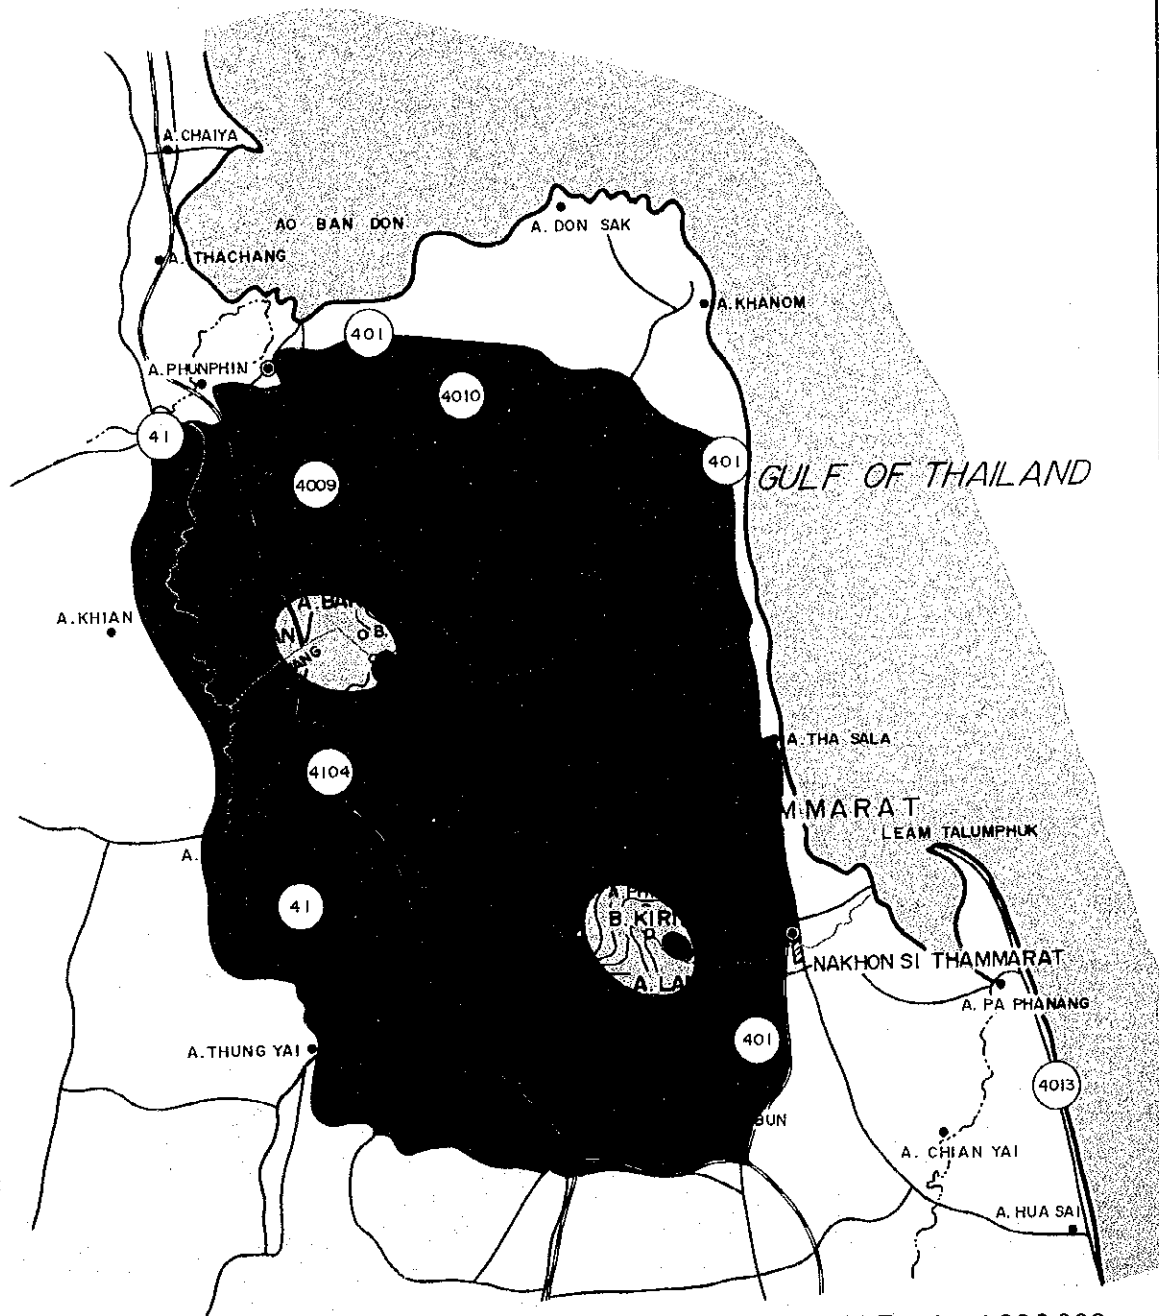 A. CHAIYA
AO BAN DON
A. DON SAK
A. THACHANG
A. KHANOM
401
A. PHUNPHIN
4010
41
401
GULF OF THAILAND
4009
A. KHIAN
B.
4104
A. THA SALA
MMARAT
LEAM TALUMPHUK
A.
41
B. KIRI
A. LA
NAKHON SI THAMMARAT
A. PA PHANANG
401
A. THUNG YAI
4013
BUN
A. CHIAN YAI
A. HUA SAI